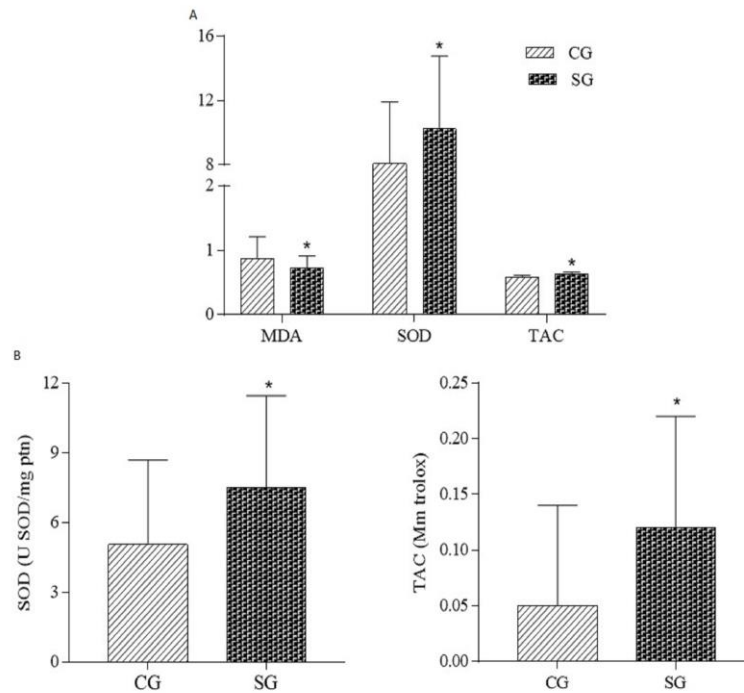 A
16
12
8
2
1
0
*
*
*
CG
SG
MDA SOD TAC
B
SOD (U SOD/mg ptn)
12
9
6
3
0
*
CG SG
TAC (Mm trolox)
0.25
0.20
0.15
0.10
0.05
0.00
*
CG SG